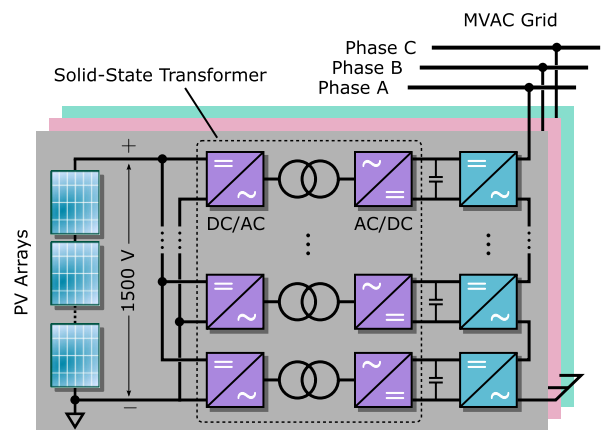 MVAC Grid
Phase C
Phase B
Phase A
Solid-State Transformer
+
DC/AC
AC/DC
PV Arrays
1500 V
−